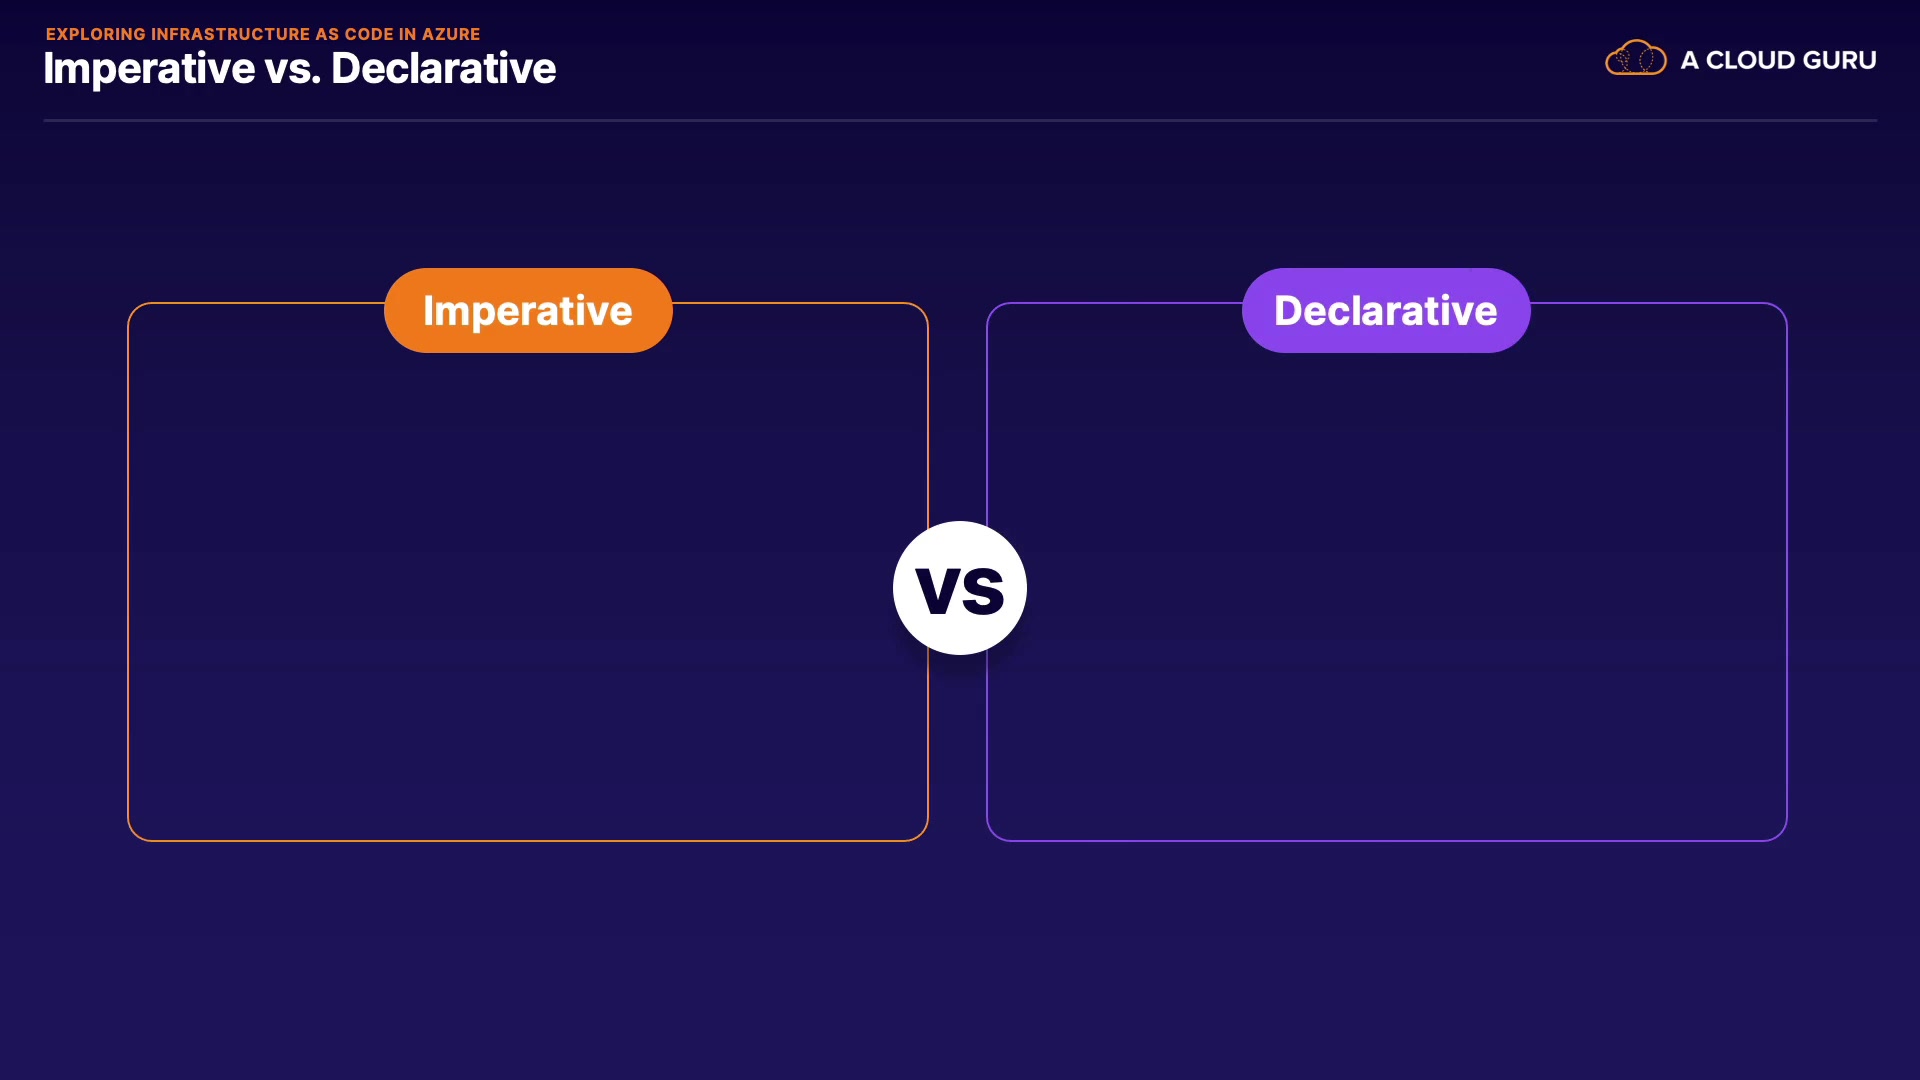 EXPLORING INFRASTRUCTURE AS CODE IN AZURE
Imperative vs. Declarative
A CLOUD GURU
Imperative
Declarative
VS